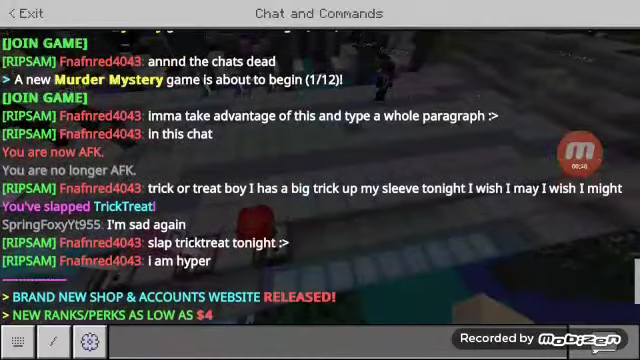 < Exit
Chat and Commands
[JOIN GAME]
[RIPSAM] Fnafnred4043: annnd the chats dead
> A new Murder Mystery game is about to begin (1/12)!
[JOIN GAME]
[RIPSAM] Fnafnred4043: imma take advantage of this and type a whole paragraph :>
[RIPSAM] Fnafnred4043: in this chat
You are now AFK.
You are no longer AFK.
[RIPSAM] Fnafnred4043: trick or treat boy I has a big trick up my sleeve tonight I wish I may I wish I might
You've slapped TrickTreat!
SpringFoxyYt955: I'm sad again
[RIPSAM] Fnafnred4043: slap tricktreat tonight :>
[RIPSAM] Fnafnred4043: i am hyper
> BRAND NEW SHOP & ACCOUNTS WEBSITE RELEASED!
> NEW RANKS/PERKS AS LOW AS $4
/
Recorded by Mobizen